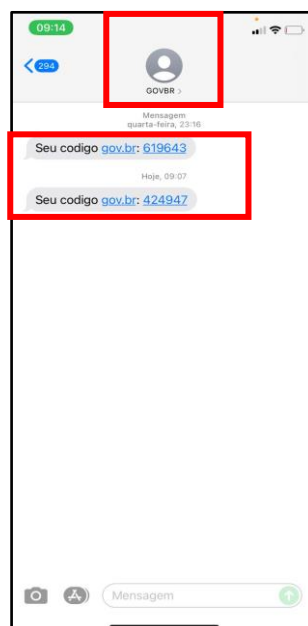 09:14
294
GOVBR >
Mensagem
quarta-feira, 23:16
Seu codigo gov.br: 619643
Hoje, 09:07
Seu codigo gov.br: 424947
Mensagem